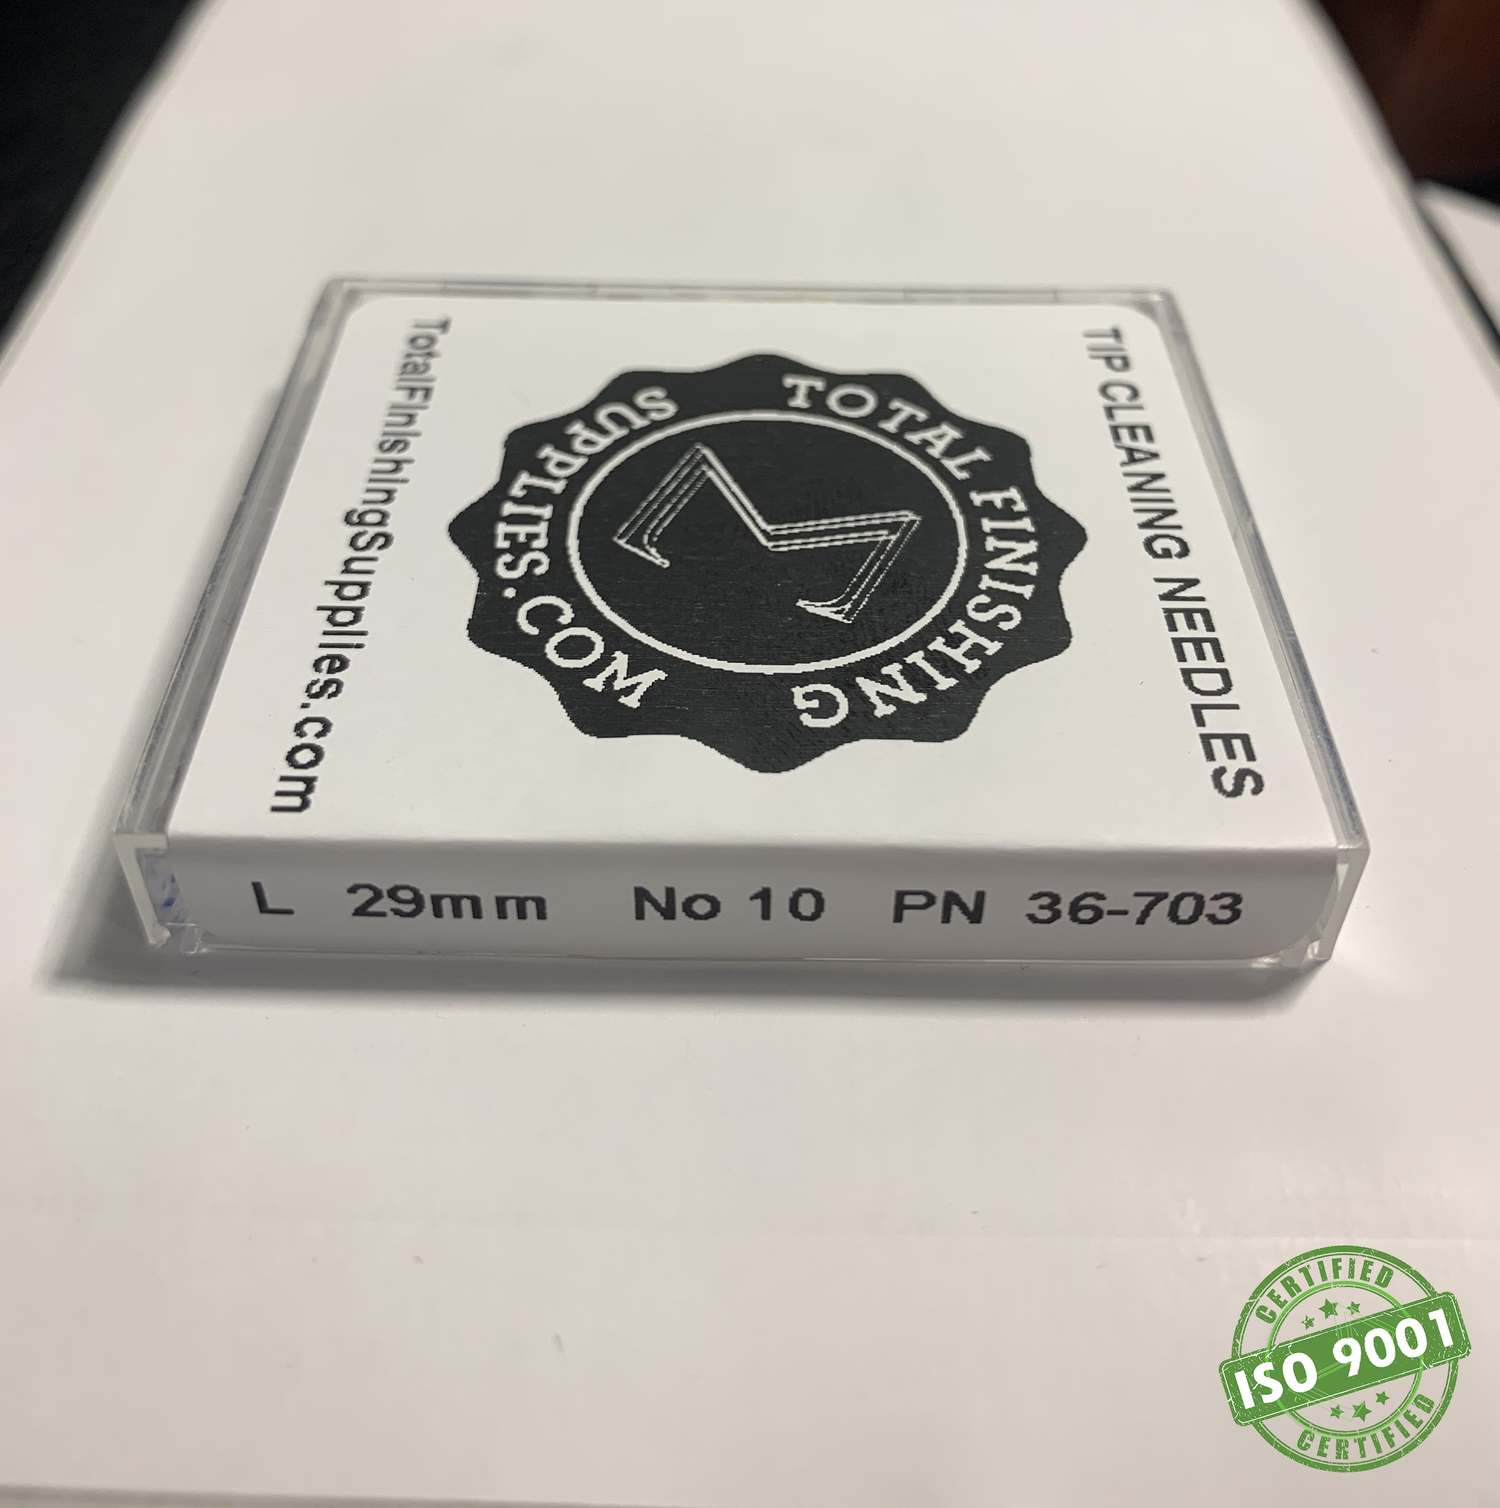 TotalFinishingSupplies.com
TOTAL FINISHING
SUPPLIES.COM
TIP CLEANING NEEDLES
L 29mm No 10 PN 36-703
CERTIFIED
ISO 9001
CERTIFIED